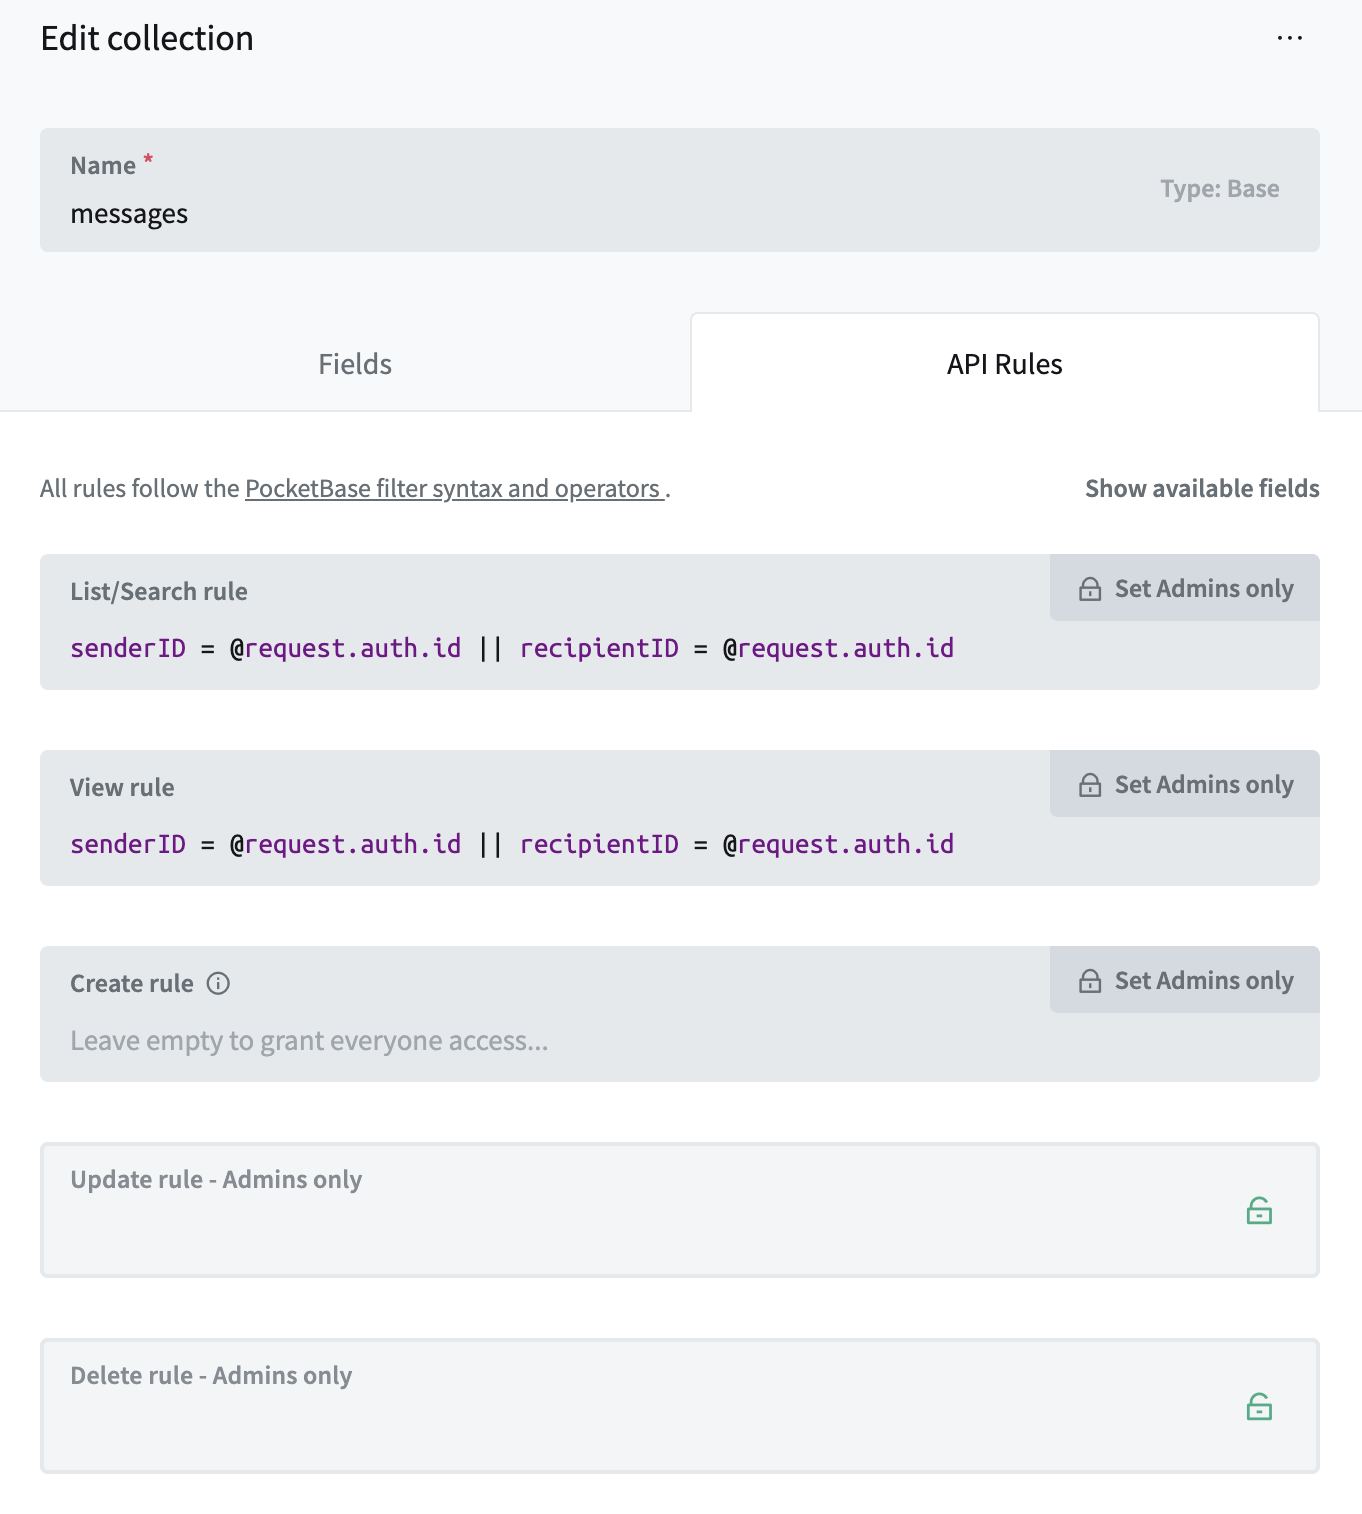 Edit collection
Name *
messages
Type: Base
Fields
API Rules
All rules follow the PocketBase filter syntax and operators .
Show available fields
List/Search rule
Set Admins only
senderID = @request.auth.id || recipientID = @request.auth.id
View rule
Set Admins only
senderID = @request.auth.id || recipientID = @request.auth.id
Create rule
Set Admins only
Leave empty to grant everyone access...
Update rule - Admins only
Delete rule - Admins only